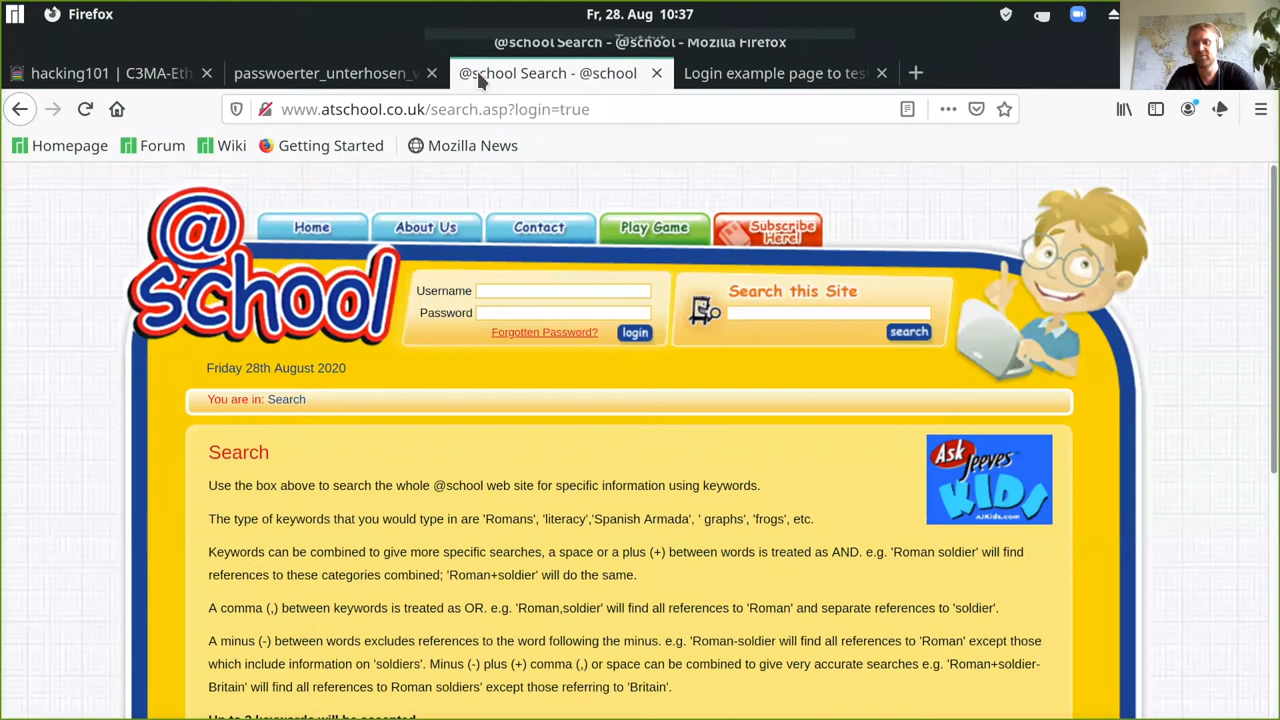 Firefox
Fr, 28. Aug 10:37
@school Search - @school - Mozilla Firefox
hacking101 | C3MA-Eth
passwoerter_unterhosen_v
@school Search - @school
Login example page to tes
www.atschool.co.uk/search.asp?login=true
Homepage
Forum
Wiki
Getting Started
Mozilla News
@ school
Home
About Us
Contact
Play Game
Subscribe Here!
Username
Password
Forgotten Password?
login
Search this Site
search
Friday 28th August 2020
You are in: Search
Search
Ask Jeeves KIDS
AJKids.com
Use the box above to search the whole @school web site for specific information using keywords.
The type of keywords that you would type in are 'Romans', 'literacy','Spanish Armada', ' graphs', 'frogs', etc.
Keywords can be combined to give more specific searches, a space or a plus (+) between words is treated as AND. e.g. 'Roman soldier' will find
references to these categories combined; 'Roman+soldier' will do the same.
A comma (,) between keywords is treated as OR. e.g. 'Roman,soldier' will find all references to 'Roman' and separate references to 'soldier'.
A minus (-) between words excludes references to the word following the minus. e.g. 'Roman-soldier will find all references to 'Roman' except those
which include information on 'soldiers'. Minus (-) plus (+) comma (,) or space can be combined to give very accurate searches e.g. 'Roman+soldier-
Britain' will find all references to Roman soldiers' except those referring to 'Britain'.